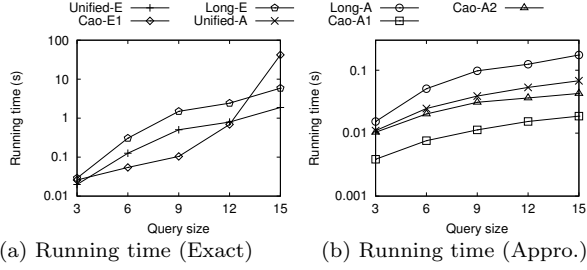 Unified-E
Cao-E1
Long-E
Unified-A
Long-A
Cao-A1
Cao-A2
Running time (s)
100
10
1
0.1
0.01
3 6 9 12 15
Query size
(a) Running time (Exact)
Running time (s)
0.1
0.01
0.001
3 6 9 12 15
Query size
(b) Running time (Appro.)